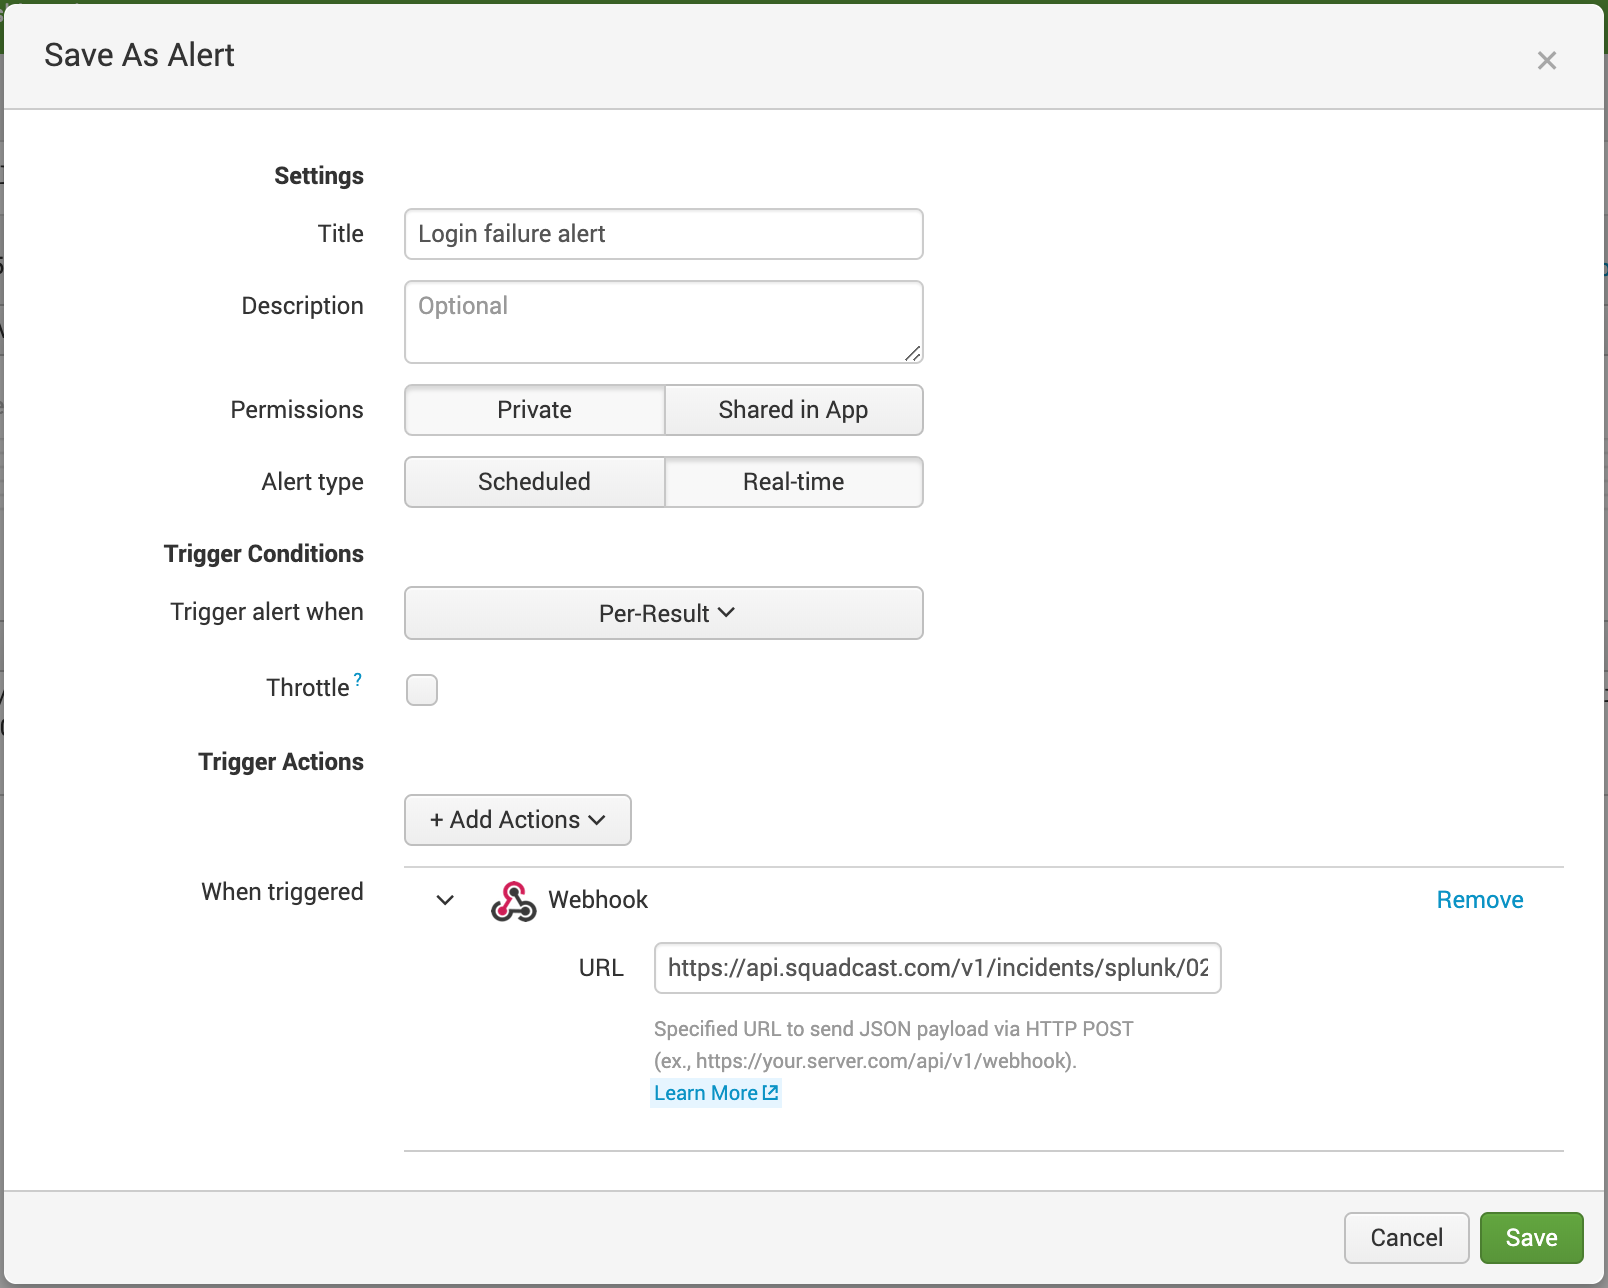 Save As Alert
×
Settings
Title
Login failure alert
Description
Optional
Permissions
Private
Shared in App
Alert type
Scheduled
Real-time
Trigger Conditions
Trigger alert when
Per-Result
Throttle ?
Trigger Actions
+ Add Actions
When triggered
Webhook
Remove
URL
https://api.squadcast.com/v1/incidents/splunk/02
Specified URL to send JSON payload via HTTP POST
(ex., https://your.server.com/api/v1/webhook).
Learn More
Cancel
Save